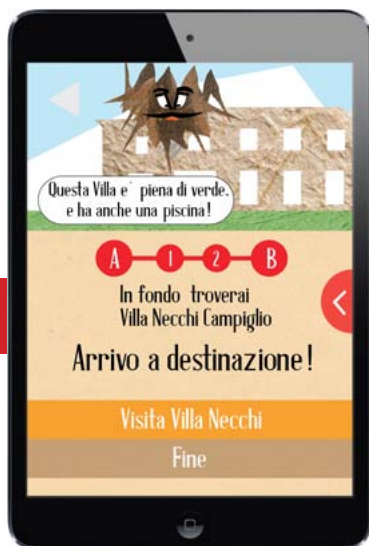 Questa Villa e` piena di verde,
e ha anche una piscina!
A 1 2 B
In fondo troverai
Villa Necchi Campiglio
Arrivo a destinazione!
Visita Villa Necchi
Fine